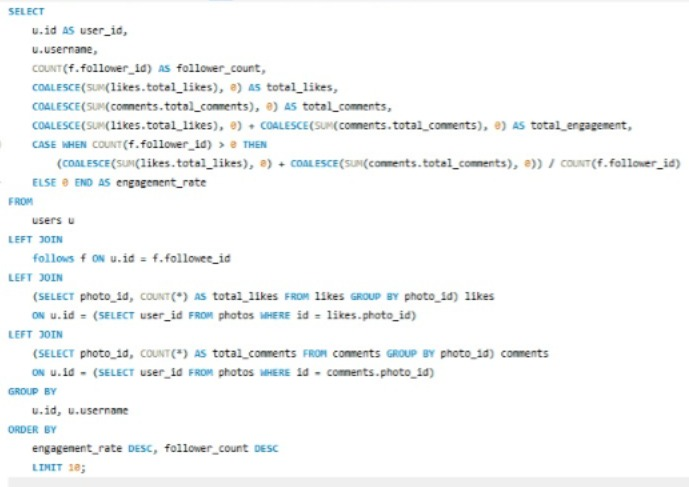 SELECT
u.id AS user_id,
u.username,
COUNT(f.follower_id) AS follower_count,
COALESCE(SUM(likes.total_likes), 0) AS total_likes,
COALESCE(SUM(comments.total_comments), 0) AS total_comments,
COALESCE(SUM(likes.total_likes), 0) + COALESCE(SUM(comments.total_comments), 0) AS total_engagement,
CASE WHEN COUNT(f.follower_id) > 0 THEN
(COALESCE(SUM(likes.total_likes), 0) + COALESCE(SUM(comments.total_comments), 0)) / COUNT(f.follower_id)
ELSE 0 END AS engagement_rate
FROM
users u
LEFT JOIN
follows f ON u.id = f.followee_id
LEFT JOIN
(SELECT photo_id, COUNT(*) AS total_likes FROM likes GROUP BY photo_id) likes
ON u.id = (SELECT user_id FROM photos WHERE id = likes.photo_id)
LEFT JOIN
(SELECT photo_id, COUNT(*) AS total_comments FROM comments GROUP BY photo_id) comments
ON u.id = (SELECT user_id FROM photos WHERE id = comments.photo_id)
GROUP BY
u.id, u.username
ORDER BY
engagement_rate DESC, follower_count DESC
LIMIT 10;